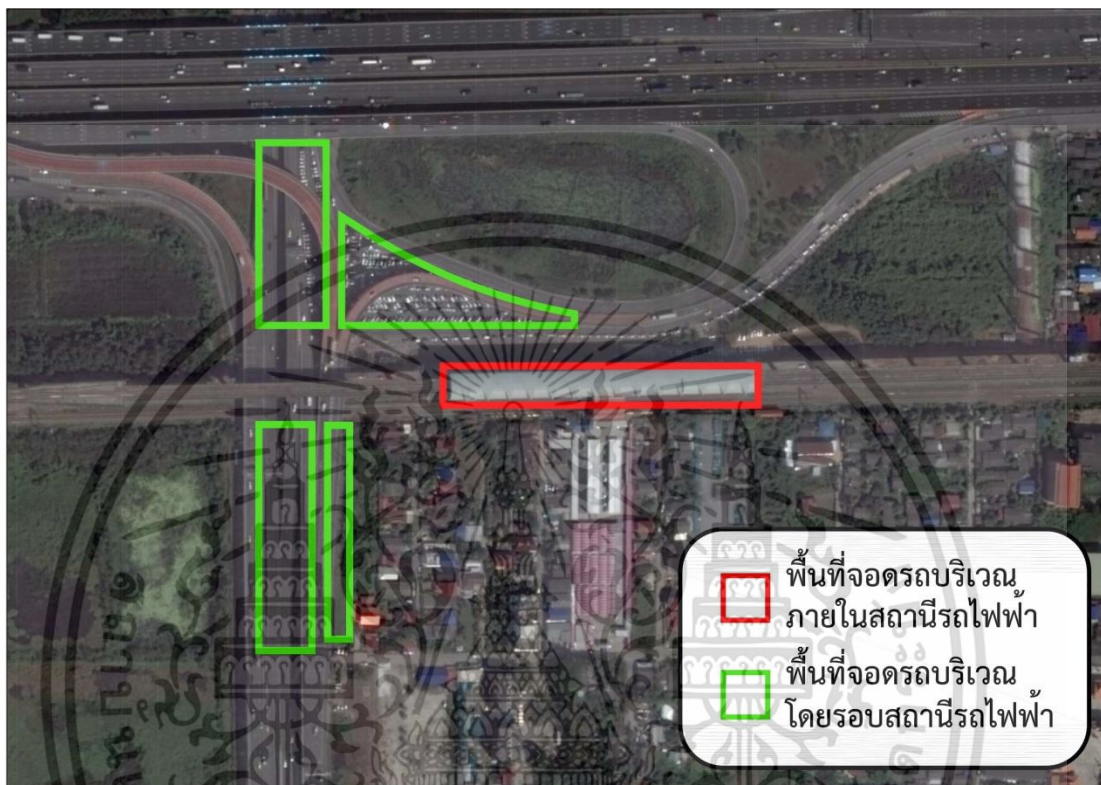 พื้นที่จอดรถบริเวณ
ภายในสถานีรถไฟฟ้า
พื้นที่จอดรถบริเวณ
โดยรอบสถานีรถไฟฟ้า